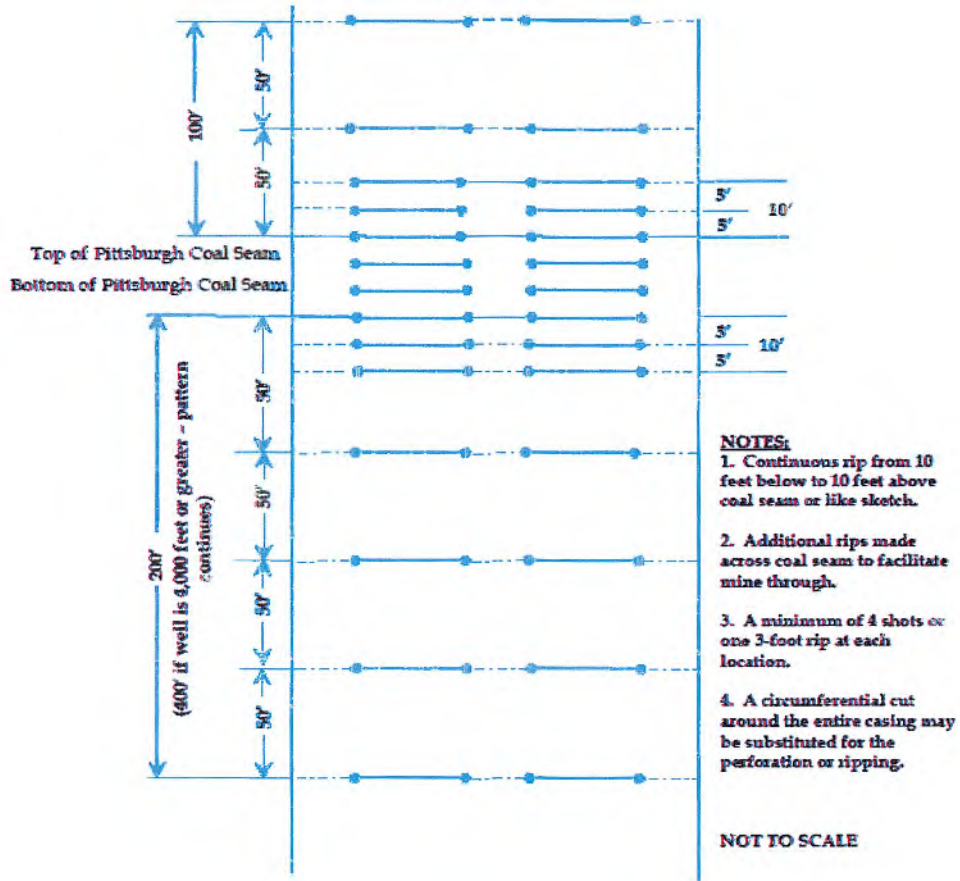 100'
50'
50'
5'
10'
5'
Top of Pittsburgh Coal Seam
Bottom of Pittsburgh Coal Seam
5'
10'
5'
200'
(400' if well is 4,000 feet or greater - pattern
continues)
50'
50'
50'
50'
NOTES:
1. Continuous rip from 10
feet below to 10 feet above
coal seam or like sketch.
2. Additional rips made
across coal seam to facilitate
mine through.
3. A minimum of 4 shots or
one 3-foot rip at each
location.
4. A circumferential cut
around the entire casing may
be substituted for the
perforation or ripping.
NOT TO SCALE